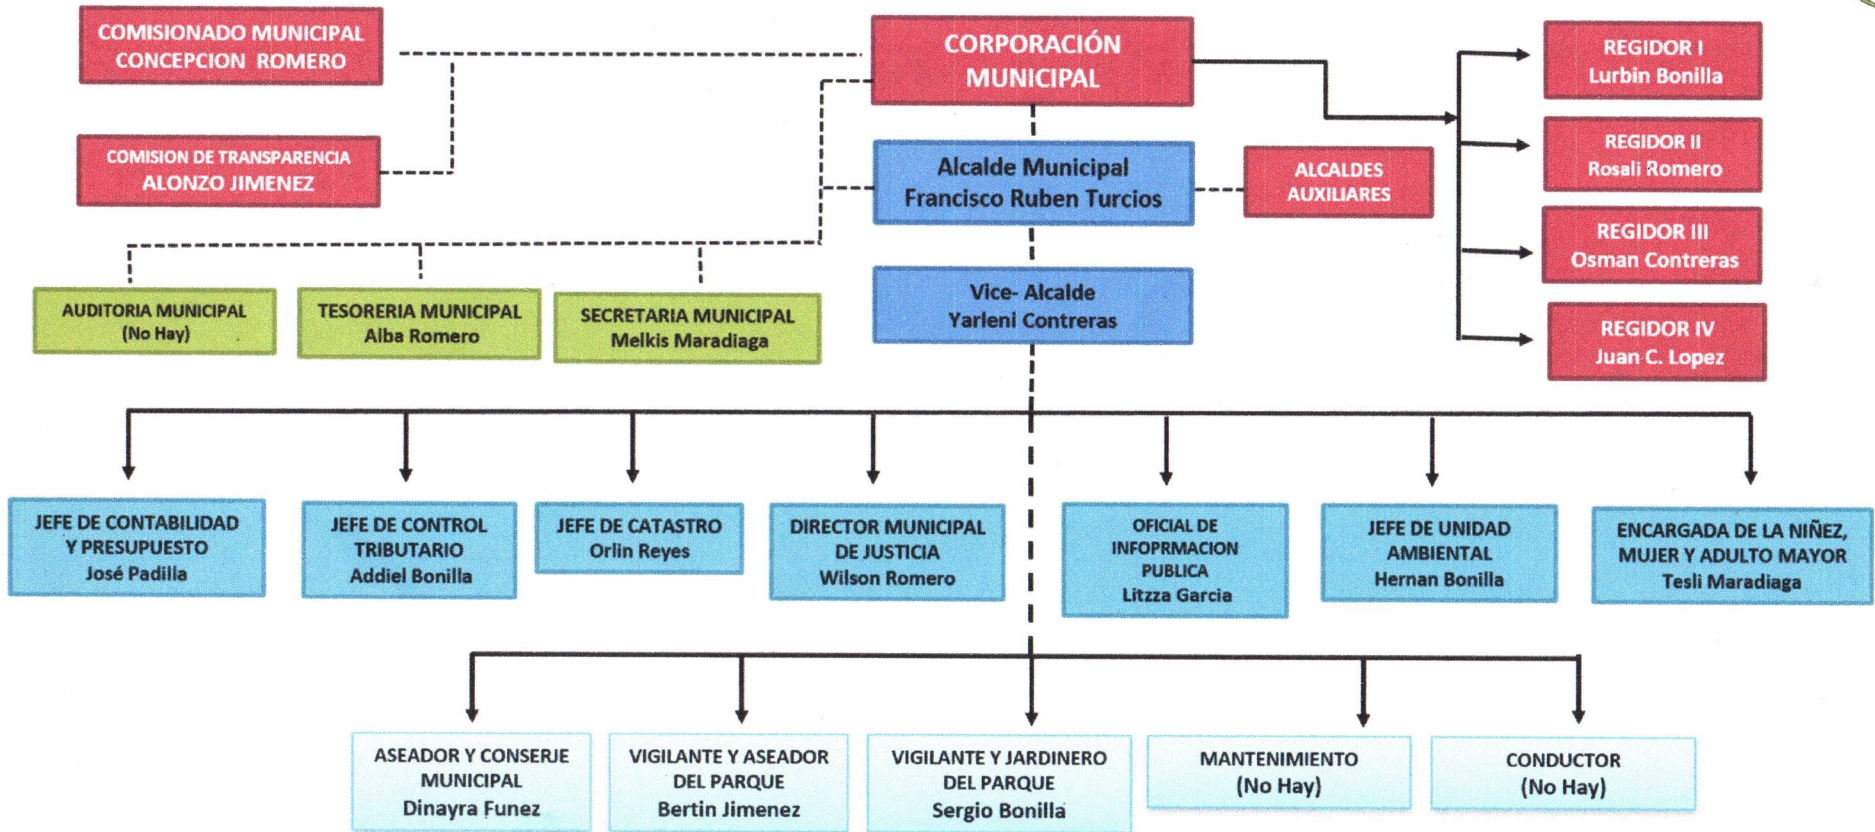 COMISIONADO MUNICIPAL
CONCEPCION ROMERO
CORPORACIÓN
MUNICIPAL
REGIDOR I
Lurbin Bonilla
COMISION DE TRANSPARENCIA
ALONZO JIMENEZ
Alcalde Municipal
Francisco Ruben Turcios
ALCALDES
AUXILIARES
REGIDOR II
Rosali Romero
REGIDOR III
Osman Contreras
AUDITORIA MUNICIPAL
(No Hay)
TESORERIA MUNICIPAL
Alba Romero
SECRETARIA MUNICIPAL
Melkis Maradiaga
Vice- Alcalde
Yarleni Contreras
REGIDOR IV
Juan C. Lopez
JEFE DE CONTABILIDAD
Y PRESUPUESTO
José Padilla
JEFE DE CONTROL
TRIBUTARIO
Addiel Bonilla
JEFE DE CATASTRO
Orlin Reyes
DIRECTOR MUNICIPAL
DE JUSTICIA
Wilson Romero
OFICIAL DE
INFOPRMACION
PUBLICA
Litzza Garcia
JEFE DE UNIDAD
AMBIENTAL
Hernan Bonilla
ENCARGADA DE LA NIÑEZ,
MUJER Y ADULTO MAYOR
Tesli Maradiaga
ASEADOR Y CONSERJE
MUNICIPAL
Dinayra Funez
VIGILANTE Y ASEADOR
DEL PARQUE
Bertin Jimenez
VIGILANTE Y JARDINERO
DEL PARQUE
Sergio Bonilla
MANTENIMIENTO
(No Hay)
CONDUCTOR
(No Hay)